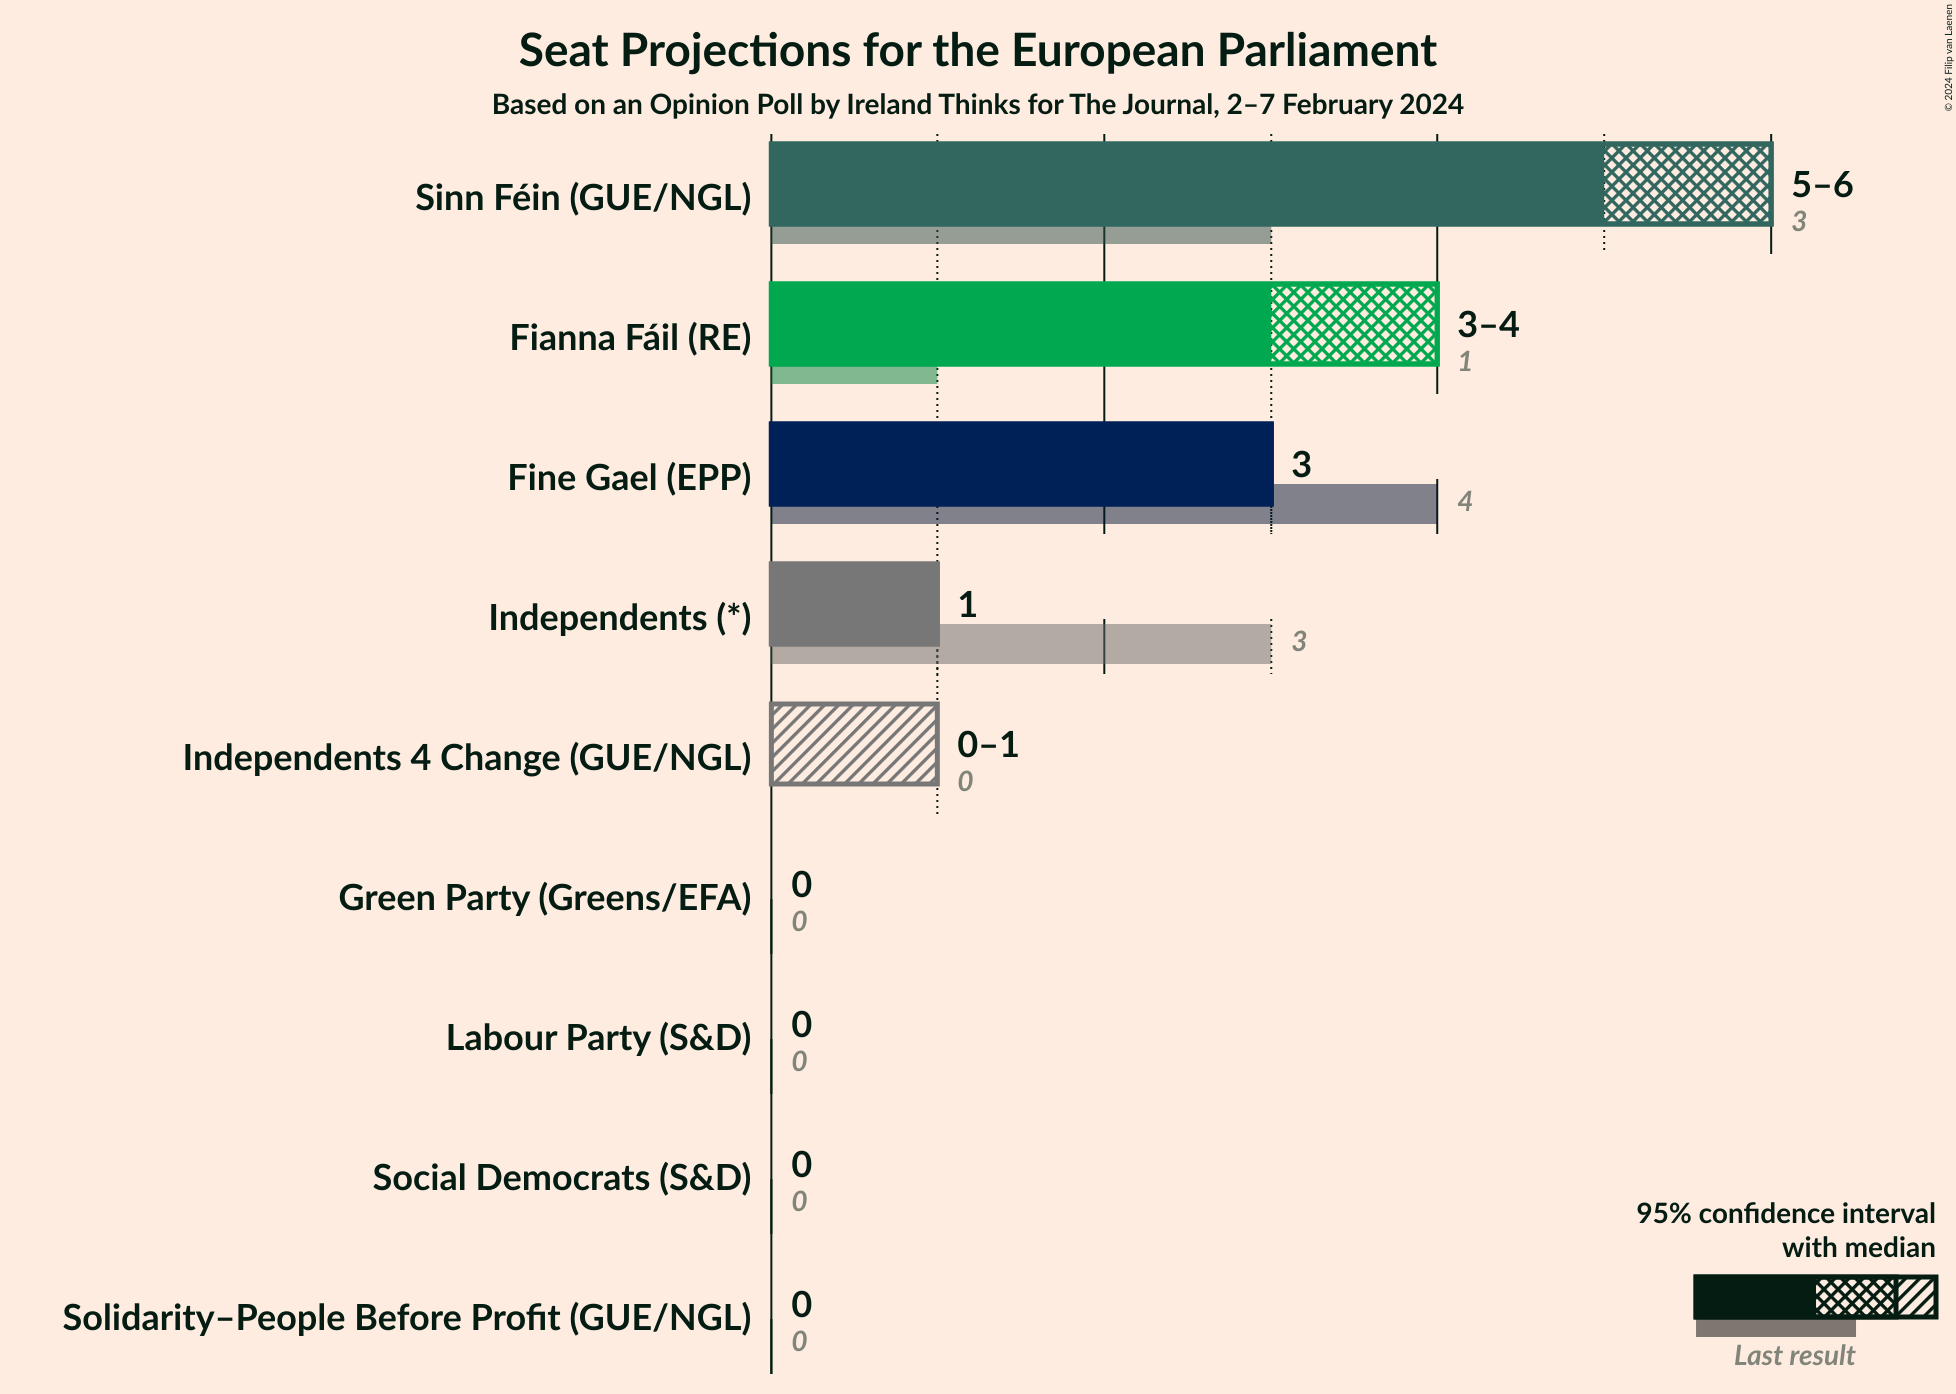 Seat Projections for the European Parliament
Based on an Opinion Poll by Ireland Thinks for The Journal, 2–7 February 2024
© 2024 Filip van Laenen
Sinn Féin (GUE/NGL)
5–6
3
Fianna Fáil (RE)
3–4
1
Fine Gael (EPP)
3
4
Independents (*)
1
3
Independents 4 Change (GUE/NGL)
0–1
0
Green Party (Greens/EFA)
0
0
Labour Party (S&D)
0
0
Social Democrats (S&D)
0
0
Solidarity–People Before Profit (GUE/NGL)
0
0
95% confidence interval
with median
Last result